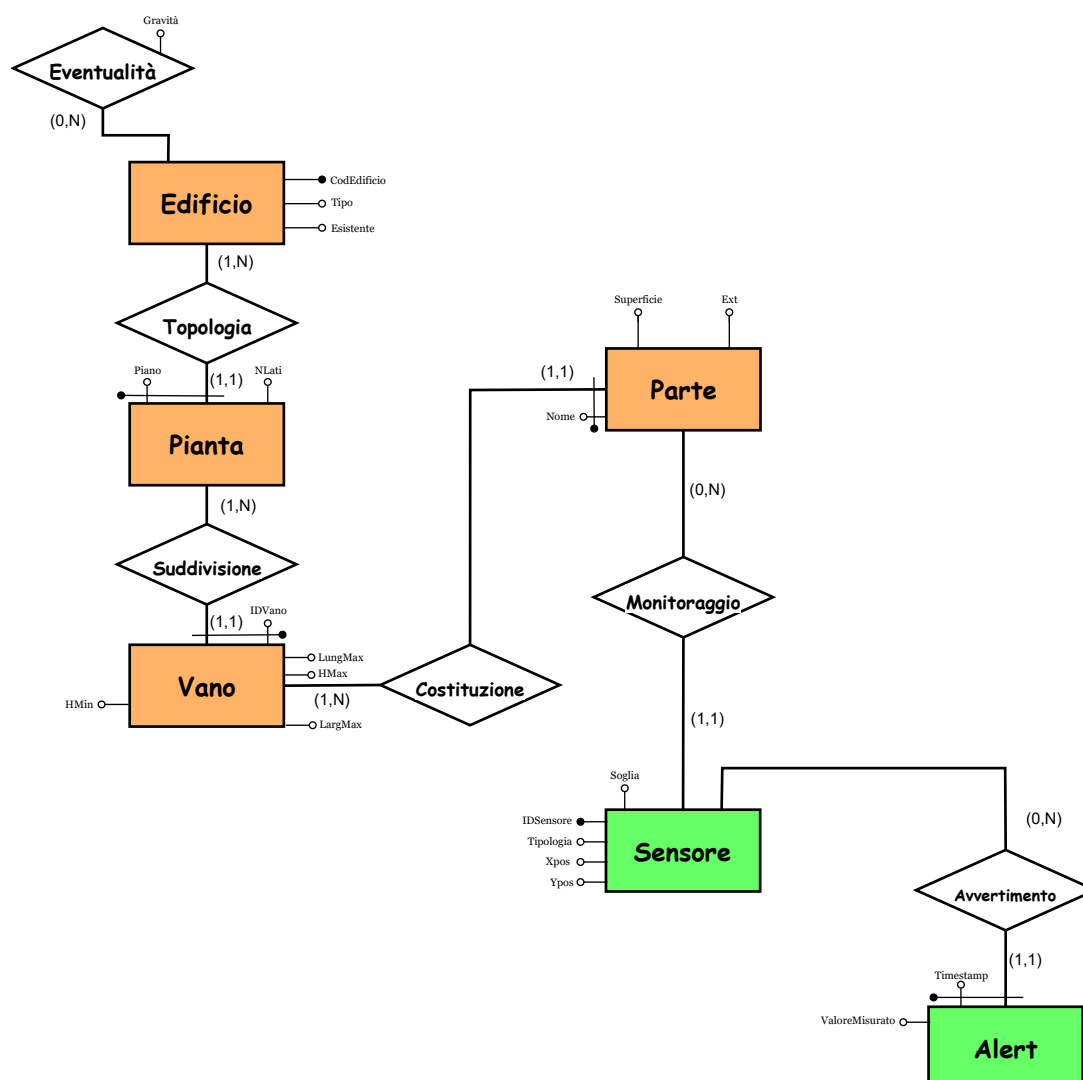 Gravità
Eventualità
(0,N)
Edificio
CodEdificio
Tipo
Esistente
(1,N)
Topologia
Piano
(1,1)
NLati
Pianta
(1,N)
Suddivisione
(1,1)
IDVano
Vano
LungMax
HMax
HMin
LargMax
(1,N)
Costituzione
(1,1)
Superficie
Ext
Parte
Nome
(0,N)
Monitoraggio
(1,1)
Soglia
IDSensore
Tipologia
Xpos
Ypos
Sensore
(0,N)
Avvertimento
(1,1)
Timestamp
ValoreMisurato
Alert